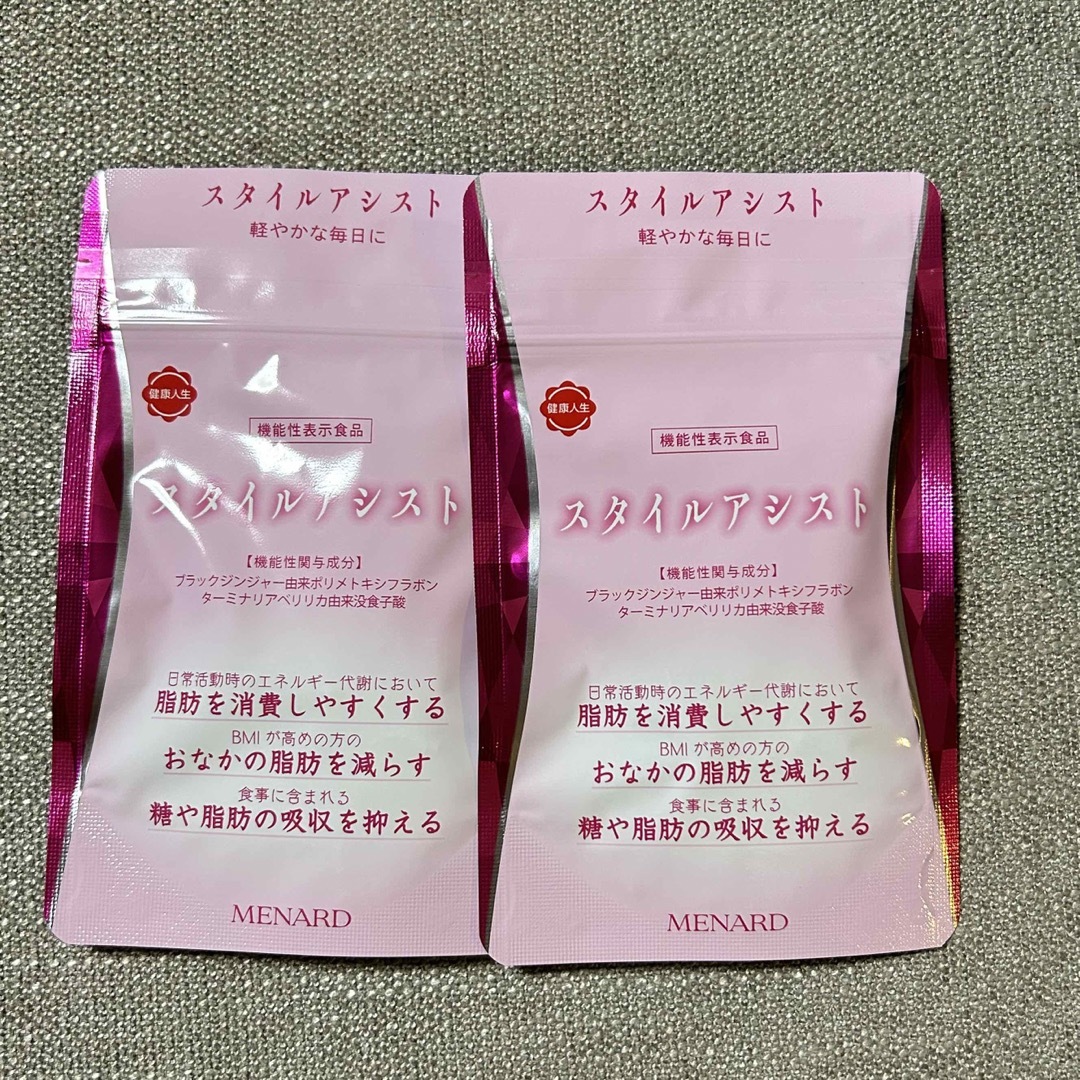 スタイルアシスト
軽やかな毎日に
健康人生
機能性表示食品
スタイルアシスト
【機能性関与成分】
ブラックジンジャー由来ポリメトキシフラボン
ターミナリアベリリカ由来没食子酸
日常活動時のエネルギー代謝において
脂肪を消費しやすくする
BMIが高めの方の
おなかの脂肪を減らす
食事に含まれる
糖や脂肪の吸収を抑える
MENARD
スタイルアシスト
軽やかな毎日に
健康人生
機能性表示食品
スタイルアシスト
【機能性関与成分】
ブラックジンジャー由来ポリメトキシフラボン
ターミナリアベリリカ由来没食子酸
日常活動時のエネルギー代謝において
脂肪を消費しやすくする
BMIが高めの方の
おなかの脂肪を減らす
食事に含まれる
糖や脂肪の吸収を抑える
MENARD